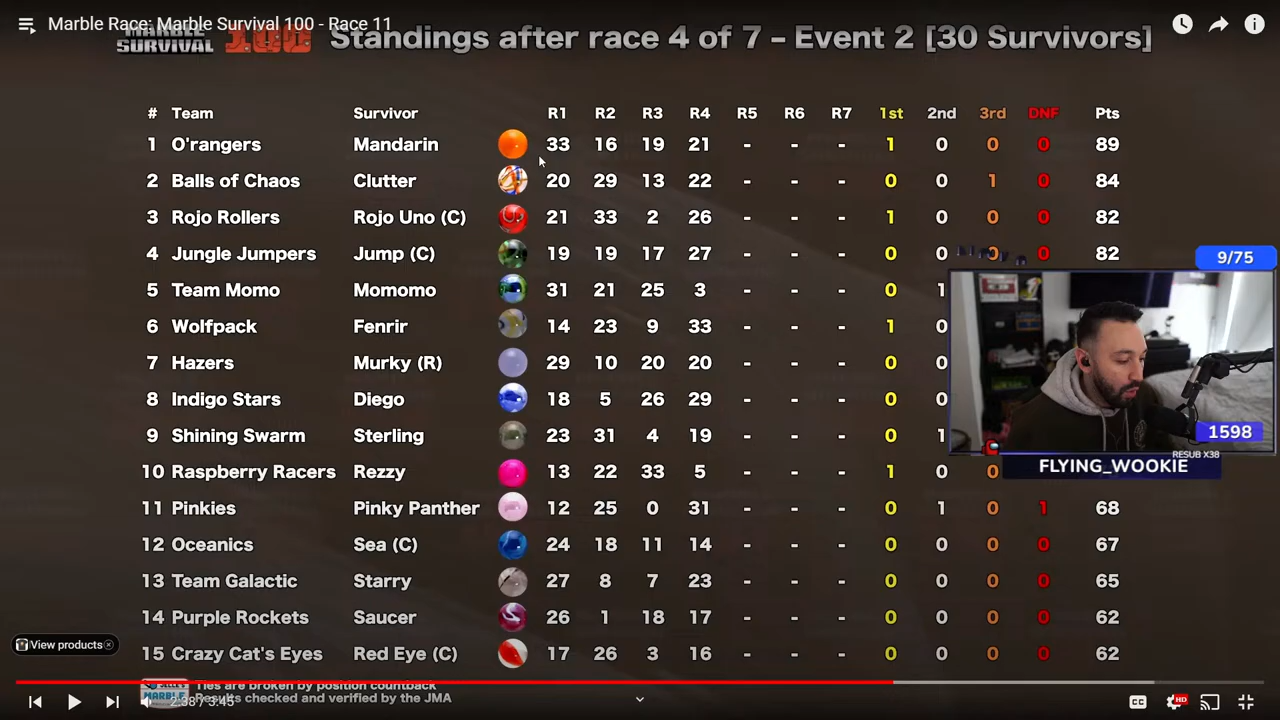 Marble Race: Marble Survival 100 - Race 11
MARBLE SURVIVAL 100 Standings after race 4 of 7 – Event 2 [30 Survivors]
# Team Survivor R1 R2 R3 R4 R5 R6 R7 1st 2nd 3rd DNF Pts
1 O'rangers Mandarin 33 16 19 21 - - - 1 0 0 0 89
2 Balls of Chaos Clutter 20 29 13 22 - - - 0 0 1 0 84
3 Rojo Rollers Rojo Uno (C) 21 33 2 26 - - - 1 0 0 0 82
4 Jungle Jumpers Jump (C) 19 19 17 27 - - - 0 0 0 0 82
5 Team Momo Momomo 31 21 25 3 - - - 0 1
6 Wolfpack Fenrir 14 23 9 33 - - - 1 0
7 Hazers Murky (R) 29 10 20 20 - - - 0 0
8 Indigo Stars Diego 18 5 26 29 - - - 0 0
9 Shining Swarm Sterling 23 31 4 19 - - - 0 1
10 Raspberry Racers Rezzy 13 22 33 5 - - - 1 0 0
11 Pinkies Pinky Panther 12 25 0 31 - - - 0 1 0 1 68
12 Oceanics Sea (C) 24 18 11 14 - - - 0 0 0 0 67
13 Team Galactic Starry 27 8 7 23 - - - 0 0 0 0 65
14 Purple Rockets Saucer 26 1 18 17 - - - 0 0 0 0 62
15 Crazy Cat's Eyes Red Eye (C) 17 26 3 16 - - - 0 0 0 0 62
9/75
1598
RESUB X38
FLYING_WOOKIE
View products
Ties are broken by position countback
Results checked and verified by the JMA
MARBLE
2:38 / 3:45
CC
HD